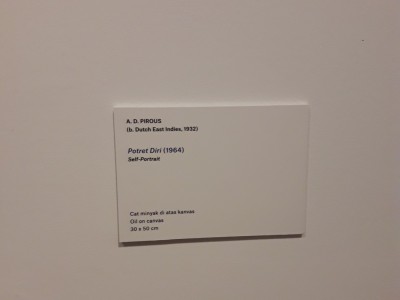 A. D. PIROUS
(b. Dutch East Indies, 1932)
Potret Diri (1964)
Self-Portrait
Cat minyak di atas kanvas
Oil on canvas
30 x 50 cm